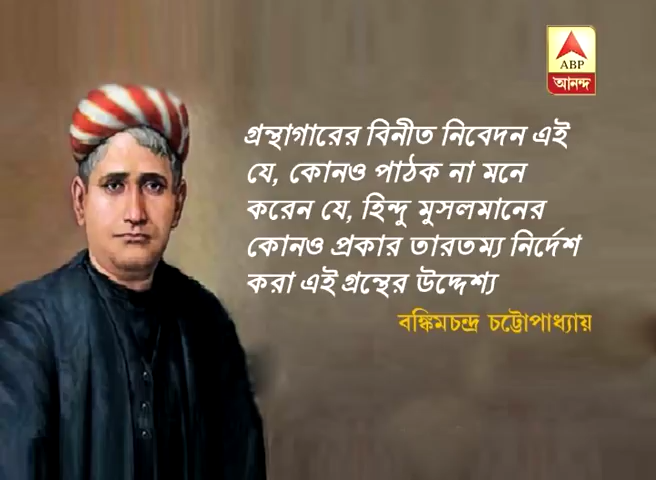 ABP
আনন্দ
গ্রন্থাগারের বিনীত নিবেদন এই
যে, কোনও পাঠক না মনে
করেন যে, হিন্দু মুসলমানের
কোনও প্রকার তারতম্য নির্দেশ
করা এই গ্রন্থের উদ্দেশ্য
বঙ্কিমচন্দ্র চট্টোপাধ্যায়